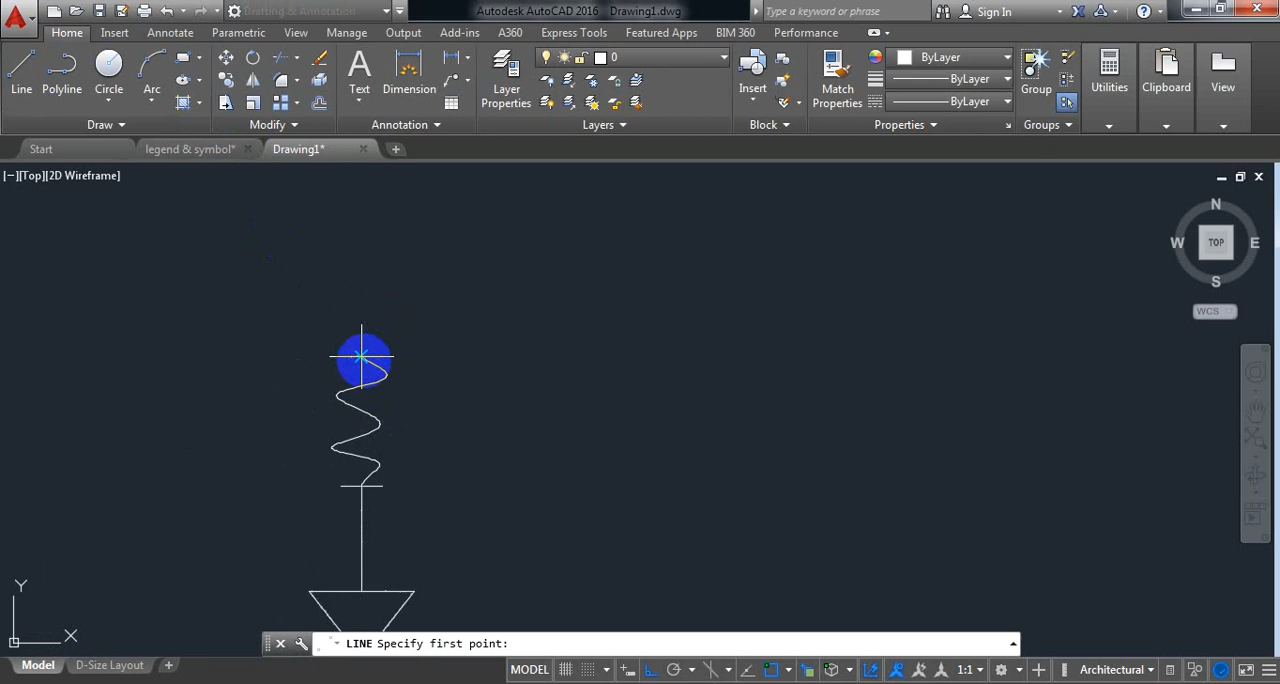 Drafting & Annotation
Autodesk AutoCAD 2016 Drawing1.dwg
Type a keyword or phrase
Sign In
Home Insert Annotate Parametric View Manage Output Add-ins A360 Express Tools Featured Apps BIM 360 Performance
Line Polyline Circle Arc
Draw
Modify
Text Dimension
Annotation
Layer Properties
0
Layers
Insert
Block
Match Properties
ByLayer
ByLayer
ByLayer
Properties
Group
Groups
Utilities
Clipboard
View
Start legend & symbol* Drawing1*
[−][Top][2D Wireframe]
N
W TOP E
S
WCS
Y
X
LINE Specify first point:
Model D-Size Layout
MODEL 1:1 Architectural